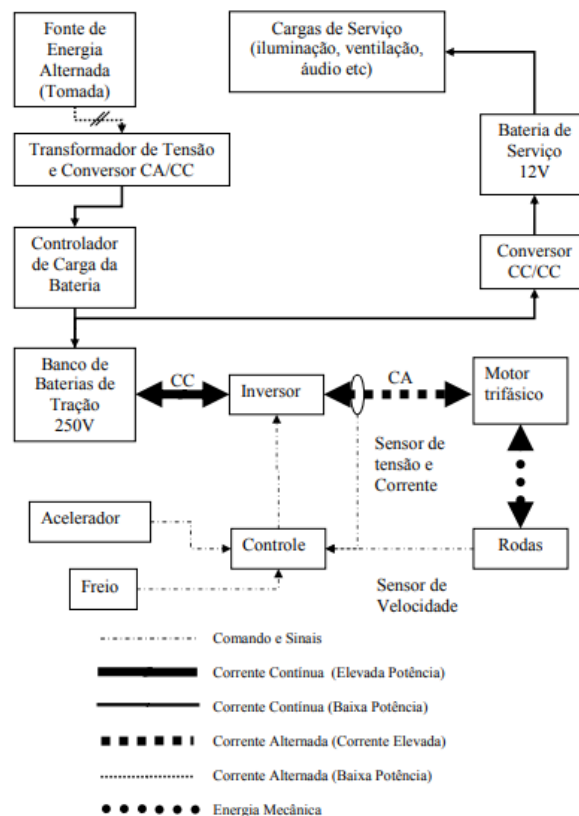 Fonte de
Energia
Alternada
(Tomada)
Cargas de Serviço
(iluminação, ventilação,
áudio etc)
Transformador de Tensão
e Conversor CA/CC
Bateria de
Serviço
12V
Controlador
de Carga da
Bateria
Conversor
CC/CC
Banco de
Baterias de
Tração
250V
CC
Inversor
CA
Motor
trifásico
Sensor de
tensão e
Corrente
Acelerador
Controle
Rodas
Freio
Sensor de
Velocidade
Comando e Sinais
Corrente Contínua (Elevada Potência)
Corrente Contínua (Baixa Potência)
Corrente Alternada (Corrente Elevada)
Corrente Alternada (Baixa Potência)
Energia Mecânica